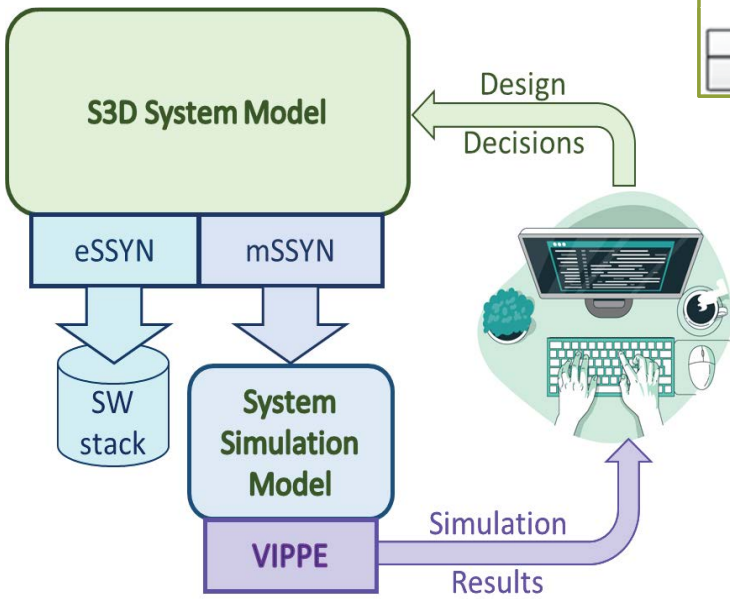 S3D System Model
Design
Decisions
eSSYN
mSSYN
SW
stack
System
Simulation
Model
VIPPE
Simulation
Results